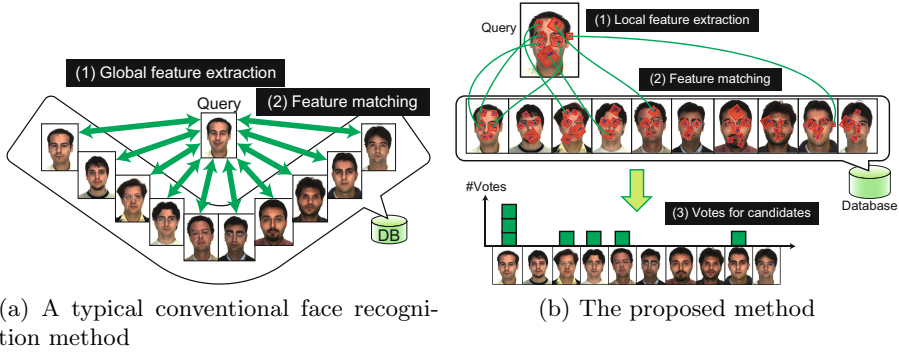 (1) Global feature extraction
Query
(2) Feature matching
DB
(a) A typical conventional face recogni-
tion method
Query
(1) Local feature extraction
(2) Feature matching
Database
#Votes
(3) Votes for candidates
(b) The proposed method